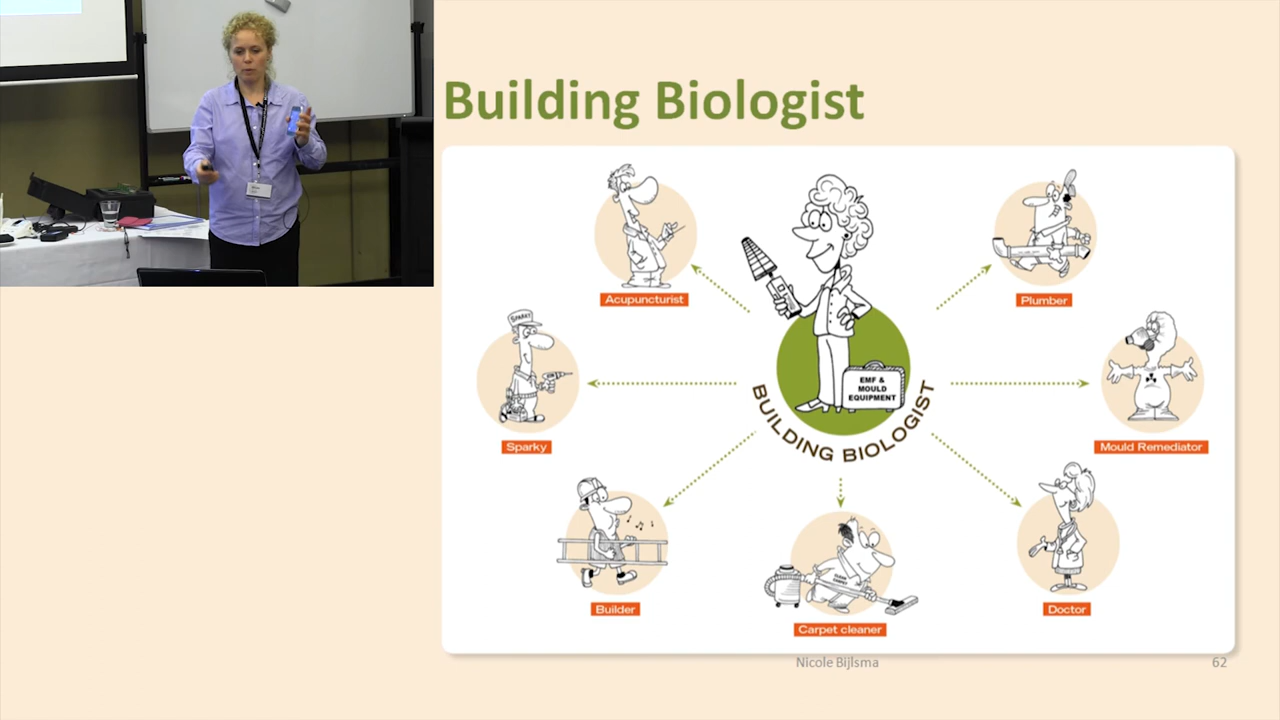 Building Biologist
Acupuncturist
Plumber
SPARKY
Sparky
EMF &
MOULD
EQUIPMENT
BUILDING BIOLOGIST
Mould Remediator
Builder
Carpet cleaner
Doctor
Nicole Bijlsma
62